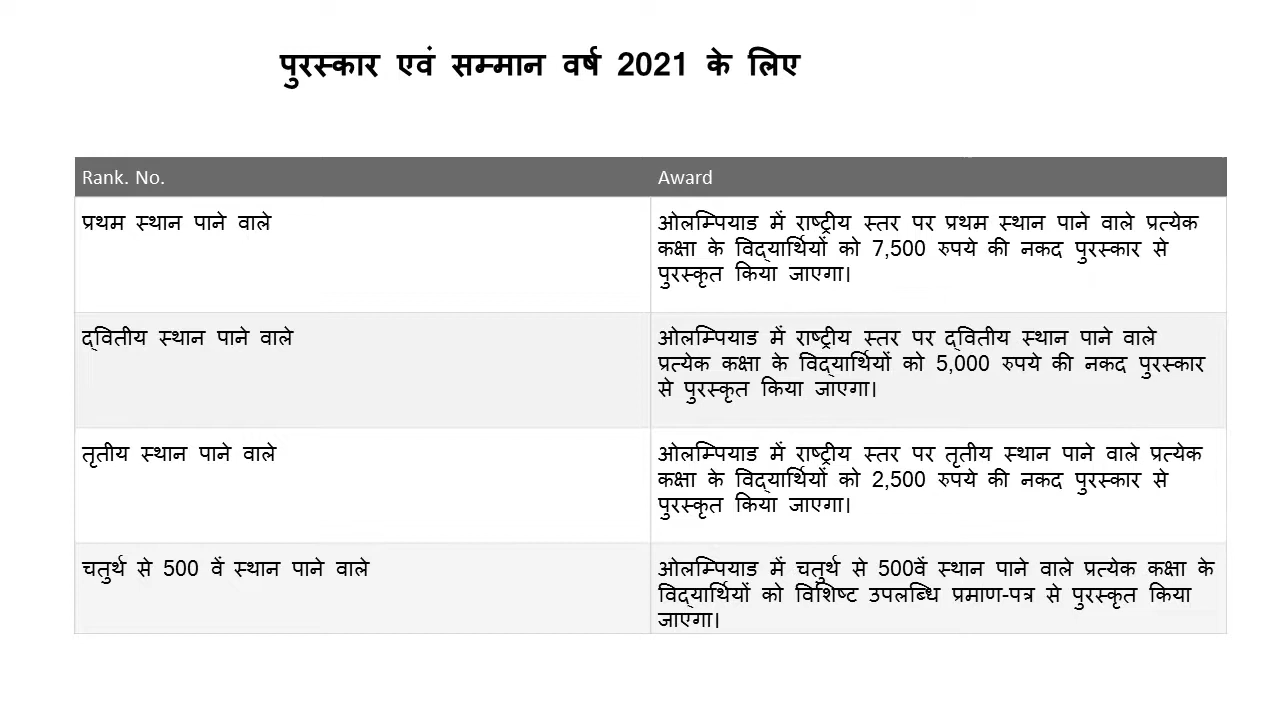 पुरस्कार एवं सम्मान वर्ष 2021 के लिए
Rank. No.
Award
प्रथम स्थान पाने वाले
ओलम्पियाड में राष्ट्रीय स्तर पर प्रथम स्थान पाने वाले प्रत्येक
कक्षा के विद्यार्थियों को 7,500 रुपये की नकद पुरस्कार से
पुरस्कृत किया जाएगा।
द्वितीय स्थान पाने वाले
ओलम्पियाड में राष्ट्रीय स्तर पर द्वितीय स्थान पाने वाले
प्रत्येक कक्षा के विद्यार्थियों को 5,000 रुपये की नकद पुरस्कार
से पुरस्कृत किया जाएगा।
तृतीय स्थान पाने वाले
ओलम्पियाड में राष्ट्रीय स्तर पर तृतीय स्थान पाने वाले प्रत्येक
कक्षा के विद्यार्थियों को 2,500 रुपये की नकद पुरस्कार से
पुरस्कृत किया जाएगा।
चतुर्थ से 500 वें स्थान पाने वाले
ओलम्पियाड में चतुर्थ से 500वें स्थान पाने वाले प्रत्येक कक्षा के
विद्यार्थियों को विशिष्ट उपलब्धि प्रमाण-पत्र से पुरस्कृत किया
जाएगा।